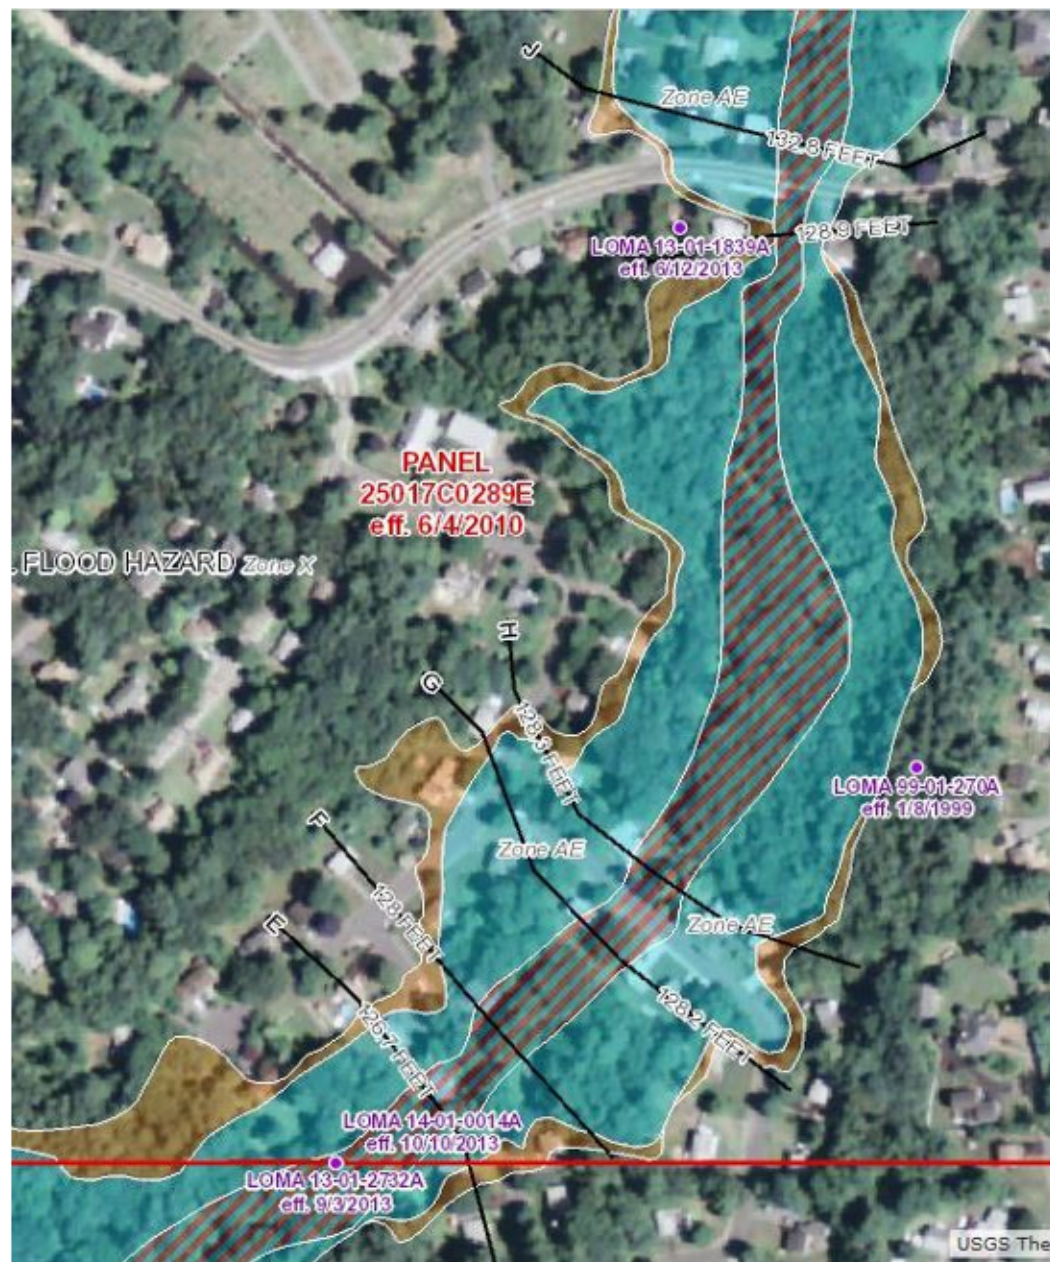 J
Zone AE
132.8 FEET
128.9 FEET
LOMA 13-01-1839A
eff. 6/12/2013
PANEL
25017C0289E
eff. 6/4/2010
FLOOD HAZARD Zone X
H
G
128.3 FEET
LOMA 99-01-270A
eff. 1/8/1999
F
Zone AE
128 FEET
E
Zone AE
126.7 FEET
128.2 FEET
LOMA 14-01-0014A
eff. 10/10/2013
LOMA 13-01-2732A
eff. 9/3/2013
USGS The